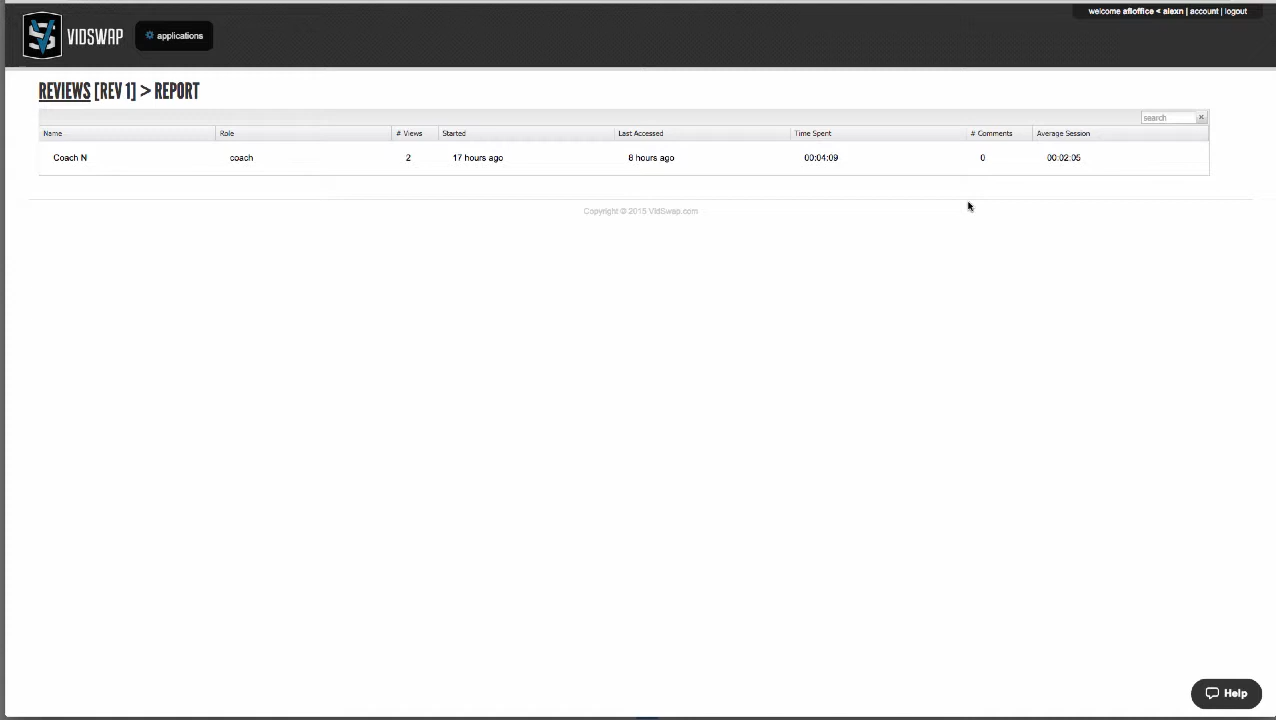 VIDSWAP
applications
welcome afloffice < alexn | account | logout
REVIEWS [REV 1] > REPORT
search
Name Role # Views Started Last Accessed Time Spent # Comments Average Session
Coach N coach 2 17 hours ago 8 hours ago 00:04:09 0 00:02:05
Copyright © 2015 VidSwap.com
Help